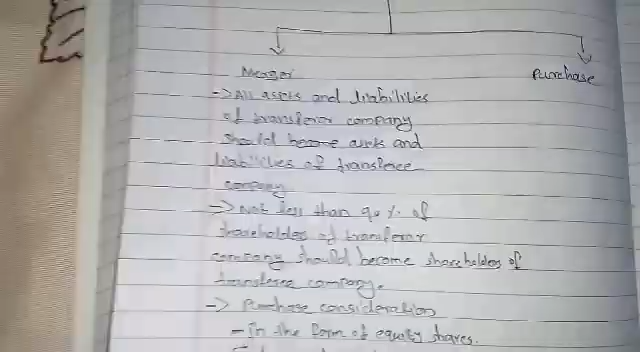 Merger
purchase
-> All assets and liabilities
of transferor company
should become assets and
liabilities of transferee
company
-> Not less than 90 % of
shareholders of transferor
company should become shareholders of
transferee company.
-> Purchase consideration
- In the form of equity shares.